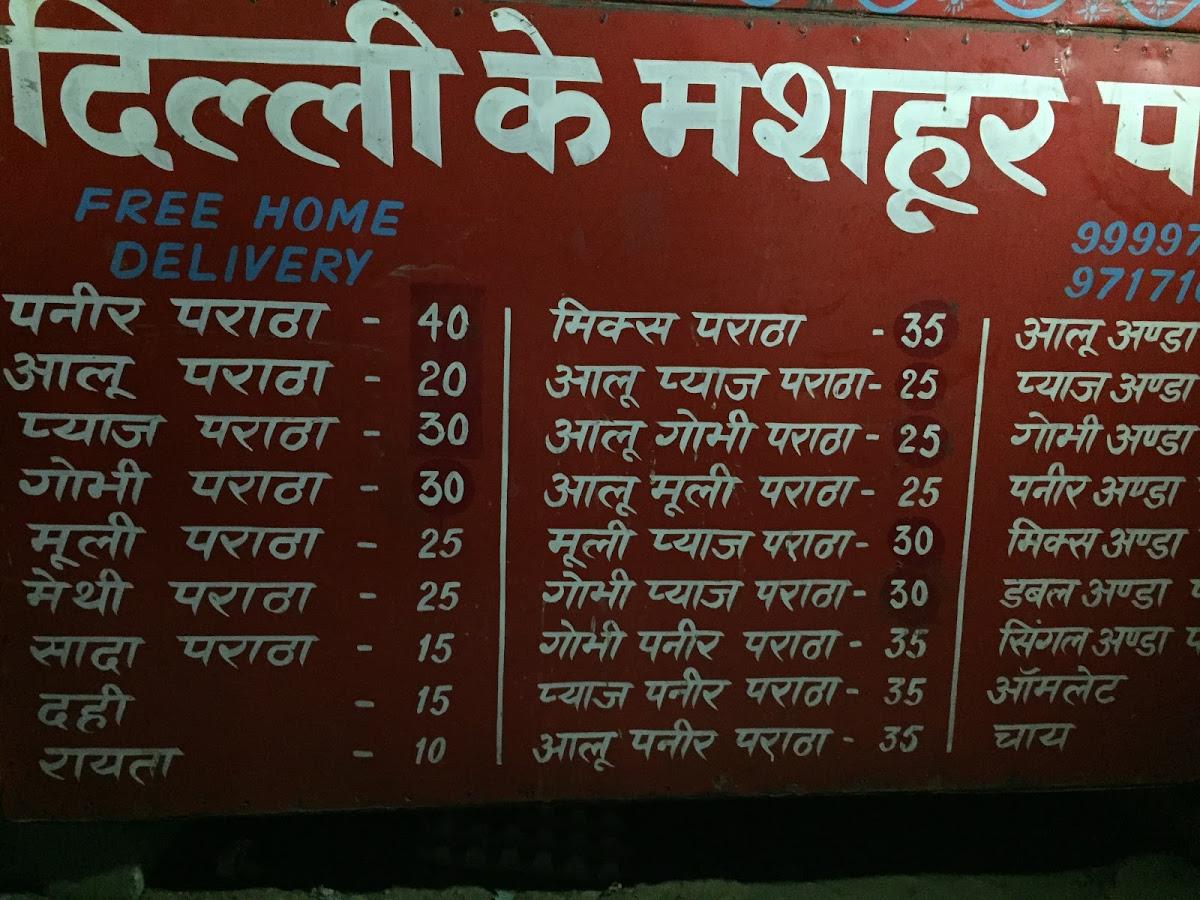 दिल्ली के मशहूर
FREE HOME
DELIVERY
99997
97171
पनीर पराठा - 40
आलू पराठा - 20
प्याज पराठा - 30
गोभी पराठा - 30
मूली पराठा - 25
मेथी पराठा - 25
सादा पराठा - 15
दही - 15
रायता - 10
मिक्स पराठा - 35
आलू प्याज पराठा - 25
आलू गोभी पराठा - 25
आलू मूली पराठा - 25
मूली प्याज पराठा - 30
गोभी प्याज पराठा - 30
गोभी पनीर पराठा - 35
प्याज पनीर पराठा - 35
आलू पनीर पराठा - 35
आलू अण्डा
प्याज अण्डा
गोभी अण्डा
पनीर अण्डा
मिक्स अण्डा
डबल अण्डा
सिंगल अण्डा
ऑमलेट
चाय